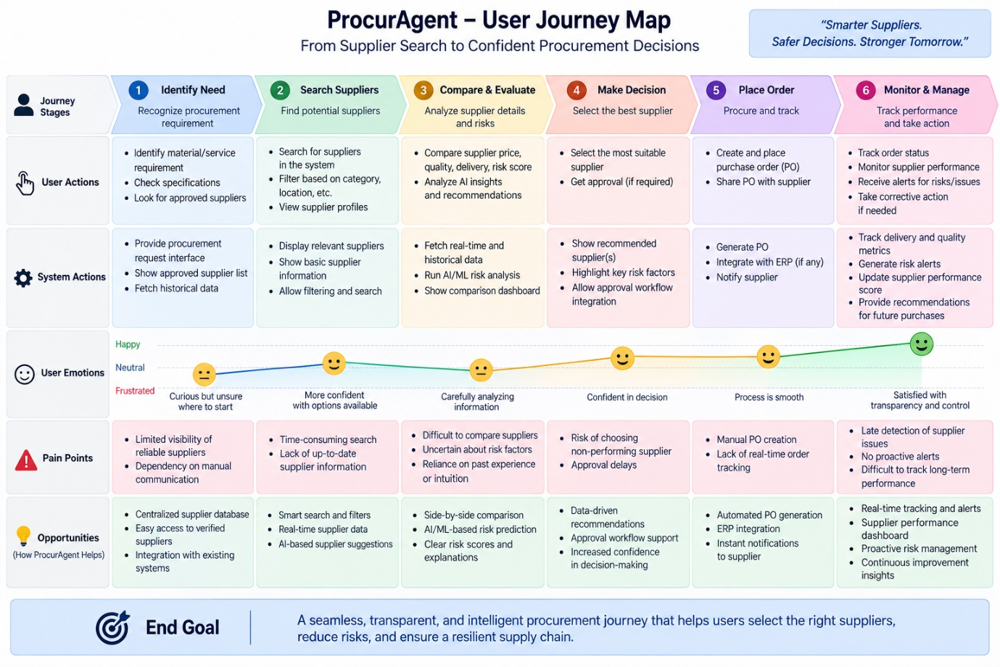 ProcurAgent – User Journey Map
From Supplier Search to Confident Procurement Decisions
“Smarter Suppliers.
Safer Decisions. Stronger Tomorrow.”
Journey
Stages
1 Identify Need
Recognize procurement
requirement
2 Search Suppliers
Find potential suppliers
3 Compare & Evaluate
Analyze supplier details
and risks
4 Make Decision
Select the best supplier
5 Place Order
Procure and track
6 Monitor & Manage
Track performance
and take action
User Actions
• Identify material/service
requirement
• Check specifications
• Look for approved suppliers
• Search for suppliers
in the system
• Filter based on category,
location, etc.
• View supplier profiles
• Compare supplier price,
quality, delivery, risk score
• Analyze AI insights
and recommendations
• Select the most suitable
supplier
• Get approval (if required)
• Create and place
purchase order (PO)
• Share PO with supplier
• Track order status
• Monitor supplier performance
• Receive alerts for risks/issues
• Take corrective action
if needed
System Actions
• Provide procurement
request interface
• Show approved supplier list
• Fetch historical data
• Display relevant suppliers
• Show basic supplier
information
• Allow filtering and search
• Fetch real-time and
historical data
• Run AI/ML risk analysis
• Show comparison dashboard
• Show recommended
supplier(s)
• Highlight key risk factors
• Allow approval workflow
integration
• Generate PO
• Integrate with ERP (if any)
• Notify supplier
• Track delivery and quality
metrics
• Generate risk alerts
• Update supplier performance
score
• Provide recommendations
for future purchases
User Emotions
Happy
Neutral
Frustrated
Curious but unsure
where to start
More confident
with options available
Carefully analyzing
information
Confident in decision
Process is smooth
Satisfied with
transparency and control
Pain Points
• Limited visibility of
reliable suppliers
• Dependency on manual
communication
• Time-consuming search
• Lack of up-to-date
supplier information
• Difficult to compare suppliers
• Uncertain about risk factors
• Reliance on past experience
or intuition
• Risk of choosing
non-performing supplier
• Approval delays
• Manual PO creation
• Lack of real-time order
tracking
• Late detection of supplier
issues
• No proactive alerts
• Difficult to track long-term
performance
Opportunities
(How ProcurAgent Helps)
• Centralized supplier database
• Easy access to verified
suppliers
• Integration with existing
systems
• Smart search and filters
• Real-time supplier data
• AI-based supplier suggestions
• Side-by-side comparison
• AI/ML-based risk prediction
• Clear risk scores and
explanations
• Data-driven
recommendations
• Approval workflow support
• Increased confidence
in decision-making
• Automated PO generation
• ERP integration
• Instant notifications
to supplier
• Real-time tracking and alerts
• Supplier performance
dashboard
• Proactive risk management
• Continuous improvement
insights
End Goal
A seamless, transparent, and intelligent procurement journey that helps users select the right suppliers,
reduce risks, and ensure a resilient supply chain.